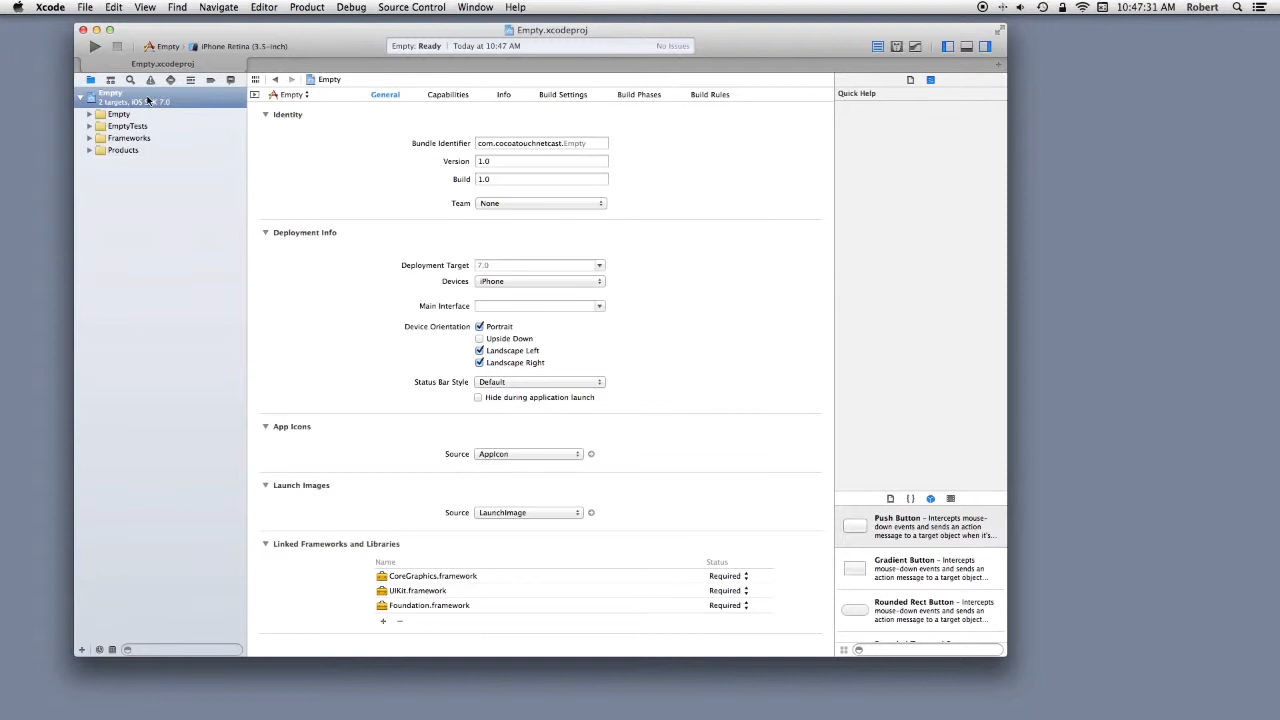 Xcode File Edit View Find Navigate Editor Product Debug Source Control Window Help 10:47:31 AM Robert
Empty.xcodeproj
Empty iPhone Retina (3.5-inch) Empty: Ready Today at 10:47 AM No Issues
Empty.xcodeproj
Empty
Quick Help
Empty
2 targets, iOS SDK 7.0
Empty
EmptyTests
Frameworks
Products
Empty General Capabilities Info Build Settings Build Phases Build Rules
Identity
Bundle Identifier com.cocoatouchnetcast.Empty
Version 1.0
Build 1.0
Team None
Deployment Info
Deployment Target 7.0
Devices iPhone
Main Interface
Device Orientation Portrait
Upside Down
Landscape Left
Landscape Right
Status Bar Style Default
Hide during application launch
App Icons
Source AppIcon
Launch Images
Source LaunchImage
Linked Frameworks and Libraries
Name Status
CoreGraphics.framework Required
UIKit.framework Required
Foundation.framework Required
Push Button - Intercepts mouse-
down events and sends an action
message to a target object when it's...
Gradient Button - Intercepts
mouse-down events and sends an
action message to a target object...
Rounded Rect Button - Intercepts
mouse-down events and sends an
action message to a target object...